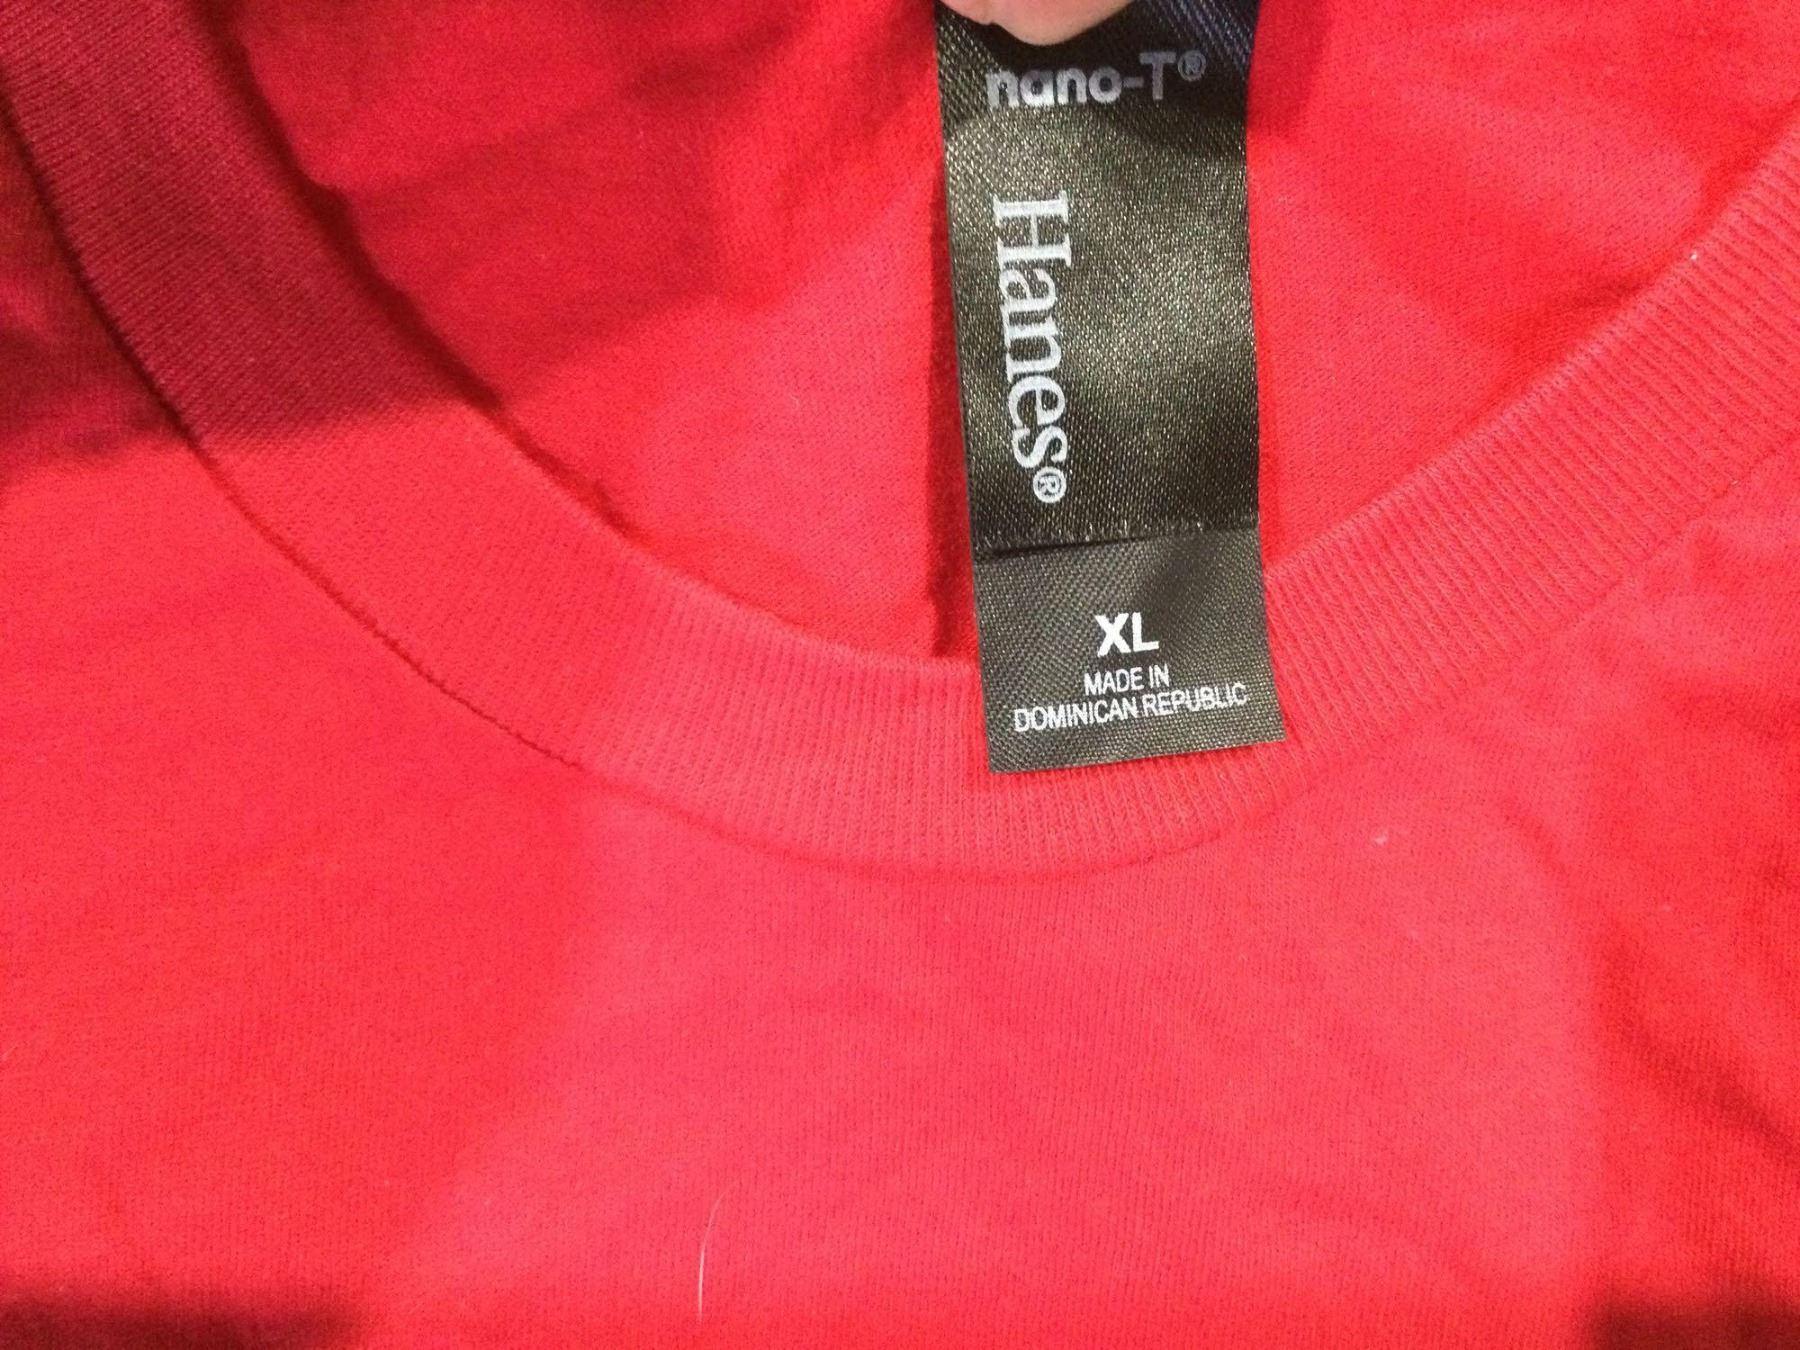 nano-T®
Hanes®
XL
MADE IN
DOMINICAN REPUBLIC